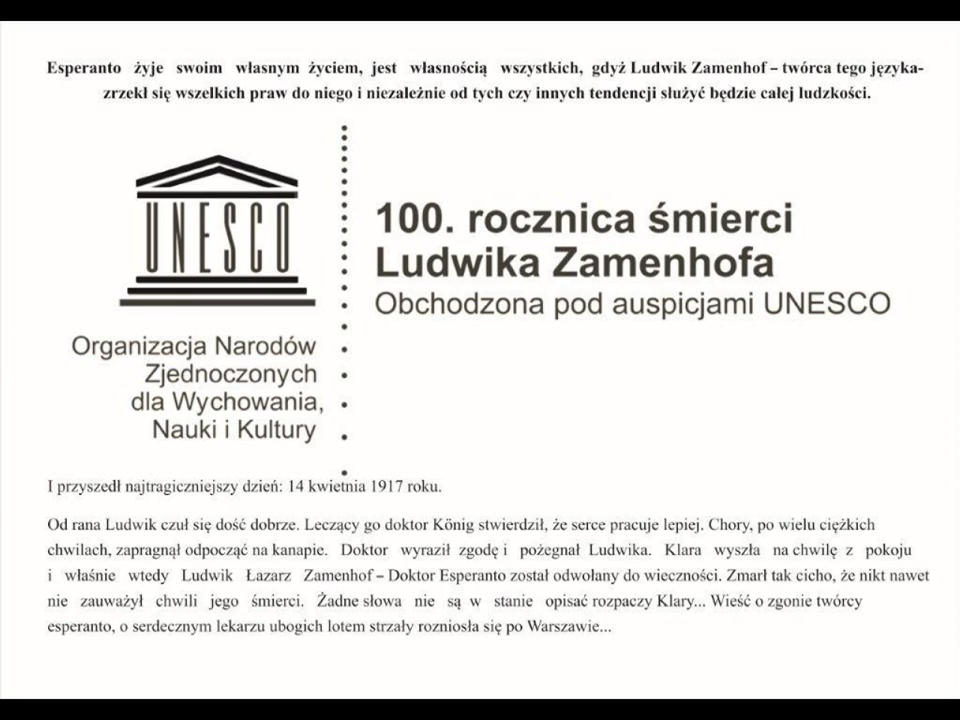 Esperanto żyje swoim własnym życiem, jest własnością wszystkich, gdyż Ludwik Zamenhof – twórca tego języka-
zrzekł się wszelkich praw do niego i niezależnie od tych czy innych tendencji służyć będzie całej ludzkości.
UNESCO
Organizacja Narodów
Zjednoczonych
dla Wychowania,
Nauki i Kultury
100. rocznica śmierci
Ludwika Zamenhofa
Obchodzona pod auspicjami UNESCO
I przyszedł najtragiczniejszy dzień: 14 kwietnia 1917 roku.
Od rana Ludwik czuł się dość dobrze. Leczący go doktor König stwierdził, że serce pracuje lepiej. Chory, po wielu ciężkich
chwilach, zapragnął odpocząć na kanapie. Doktor wyraził zgodę i pożegnał Ludwika. Klara wyszła na chwilę z pokoju
i właśnie wtedy Ludwik Łazarz Zamenhof – Doktor Esperanto został odwołany do wieczności. Zmarł tak cicho, że nikt nawet
nie zauważył chwili jego śmierci. Żadne słowa nie są w stanie opisać rozpaczy Klary... Wieść o zgonie twórcy
esperanto, o serdecznym lekarzu ubogich lotem strzały rozniosła się po Warszawie...